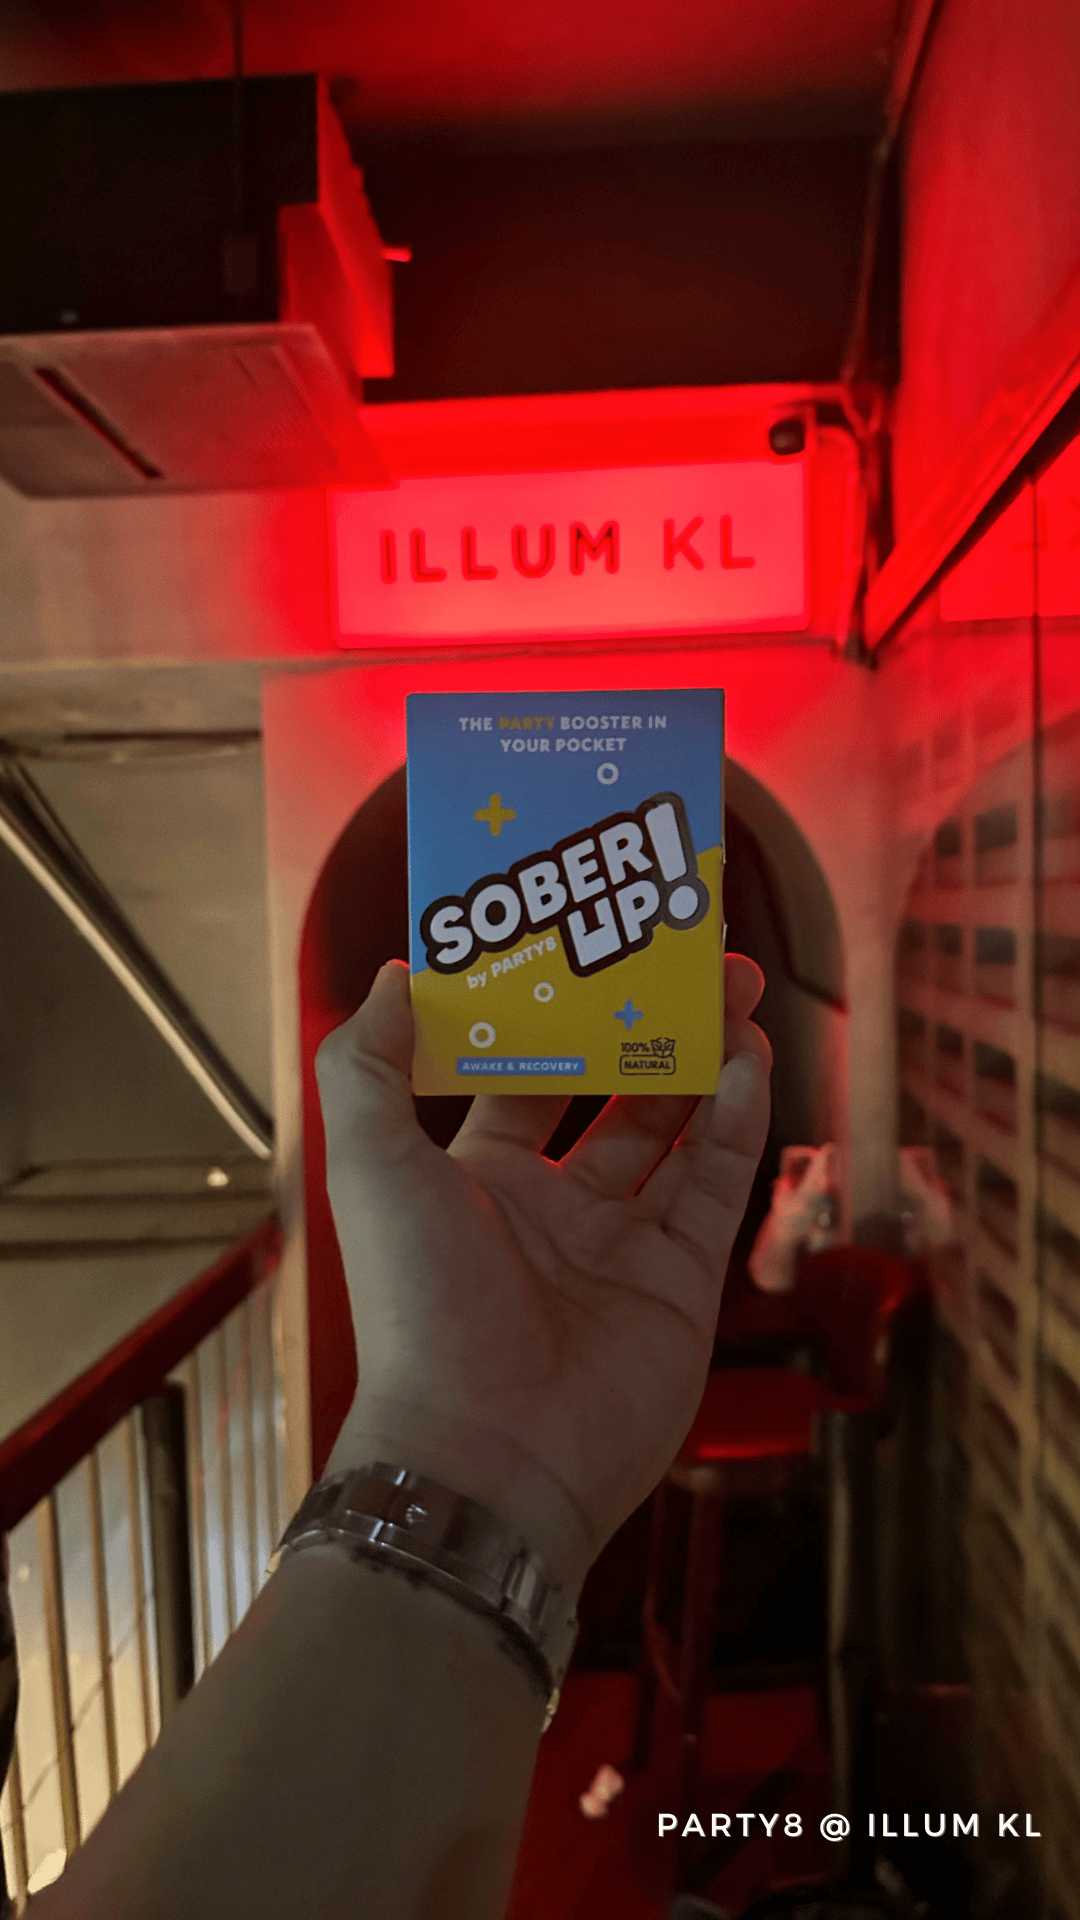 ILLUM KL
THE PARTY BOOSTER IN
YOUR POCKET
SOBER
UP!
by PARTY8
AWAKE & RECOVERY
100%
NATURAL
PARTY8 @ ILLUM KL